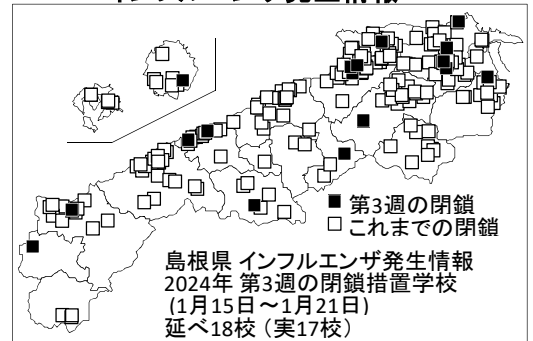 ■ 第3週の閉鎖
□ これまでの閉鎖
島根県 インフルエンザ発生情報
2024年 第3週の閉鎖措置学校
(1月15日～1月21日)
延べ18校（実17校）